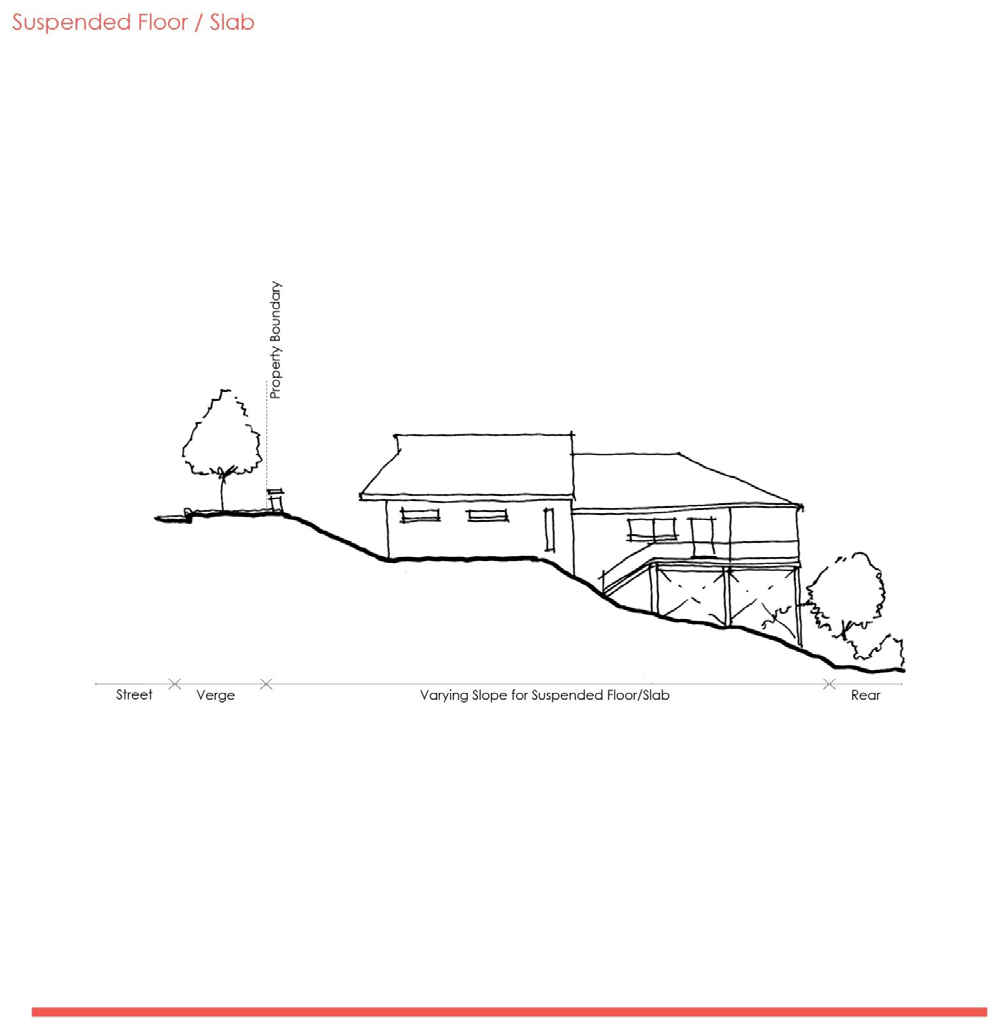 Suspended Floor / Slab
Property Boundary
Street
Verge
Varying Slope for Suspended Floor/Slab
Rear